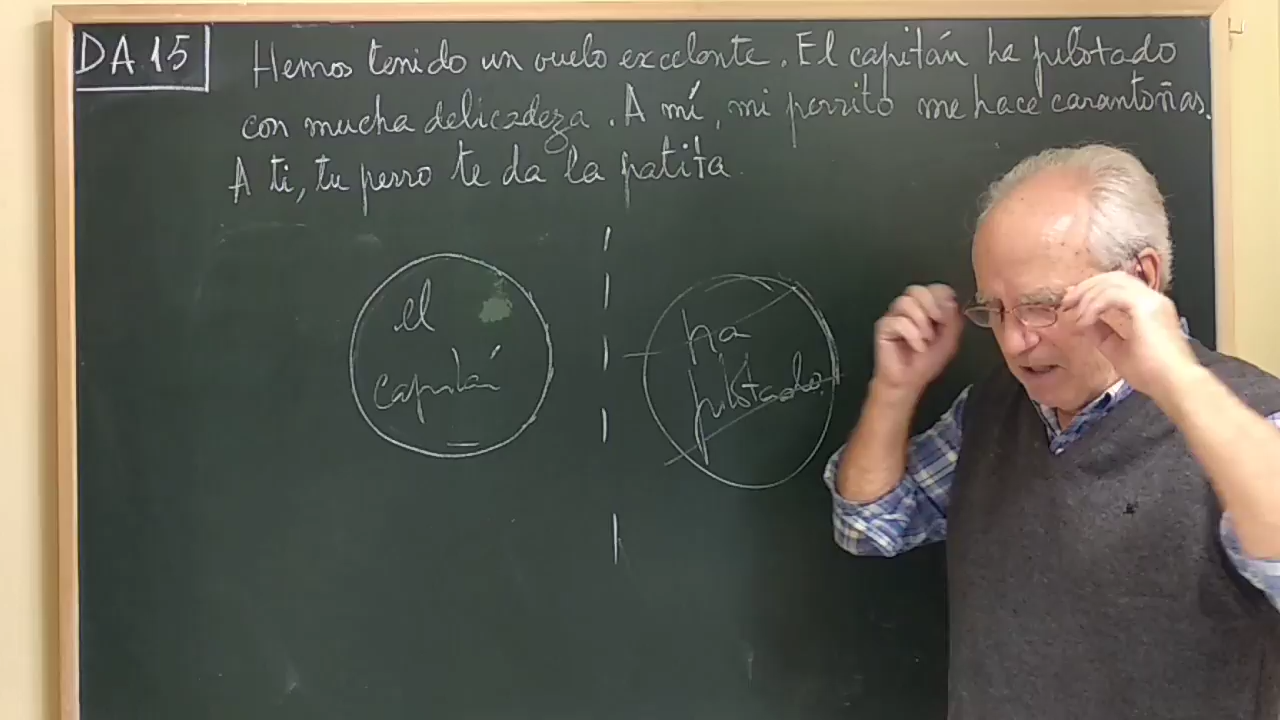 DA.15
Hemos tenido un vuelo excelente. El capitán ha pilotado
con mucha delicadeza. A mí, mi perrito me hace carantoñas.
A ti, tu perro te da la patita.
el
capitán
ha
pilotado